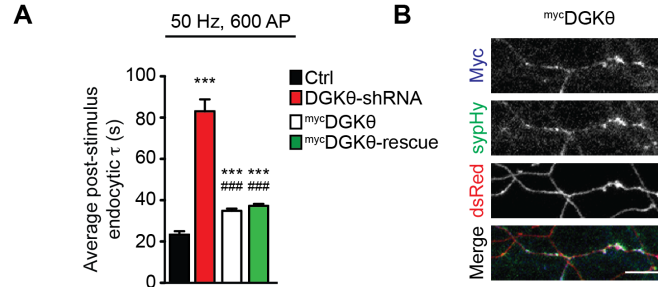 A
50 Hz, 600 AP
Average post-stimulus
endocytic τ (s)
100
80
60
40
20
0
***
***
###
***
###
Ctrl
DGKθ-shRNA
mycDGKθ
mycDGKθ-rescue
B
mycDGKθ
Myc
sypHy
dsRed
Merge